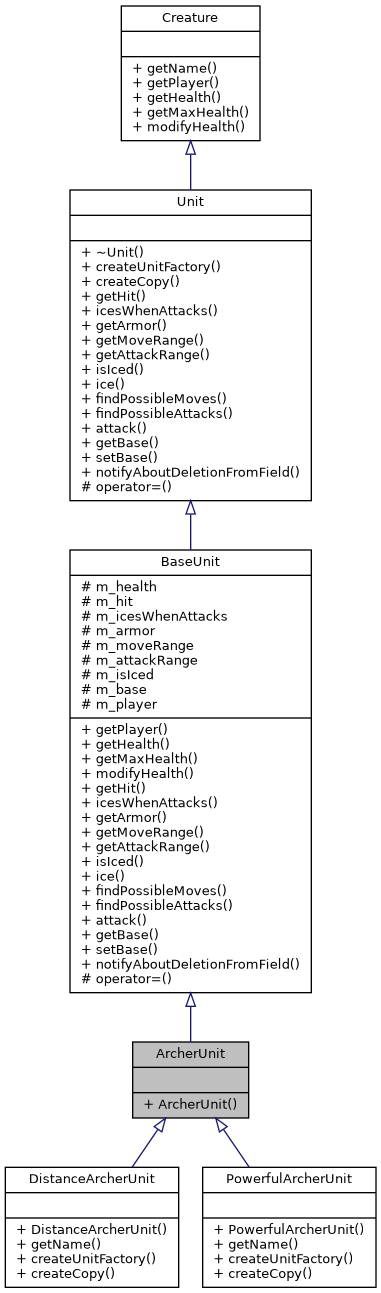 Creature
+ getName()
+ getPlayer()
+ getHealth()
+ getMaxHealth()
+ modifyHealth()
Unit
+ ~Unit()
+ createUnitFactory()
+ createCopy()
+ getHit()
+ icesWhenAttacks()
+ getArmor()
+ getMoveRange()
+ getAttackRange()
+ isIced()
+ ice()
+ findPossibleMoves()
+ findPossibleAttacks()
+ attack()
+ getBase()
+ setBase()
+ notifyAboutDeletionFromField()
# operator=()
BaseUnit
# m_health
# m_hit
# m_icesWhenAttacks
# m_armor
# m_moveRange
# m_attackRange
# m_isIced
# m_base
# m_player
+ getPlayer()
+ getHealth()
+ getMaxHealth()
+ modifyHealth()
+ getHit()
+ icesWhenAttacks()
+ getArmor()
+ getMoveRange()
+ getAttackRange()
+ isIced()
+ ice()
+ findPossibleMoves()
+ findPossibleAttacks()
+ attack()
+ getBase()
+ setBase()
+ notifyAboutDeletionFromField()
# operator=()
ArcherUnit
+ ArcherUnit()
DistanceArcherUnit
+ DistanceArcherUnit()
+ getName()
+ createUnitFactory()
+ createCopy()
PowerfulArcherUnit
+ PowerfulArcherUnit()
+ getName()
+ createUnitFactory()
+ createCopy()